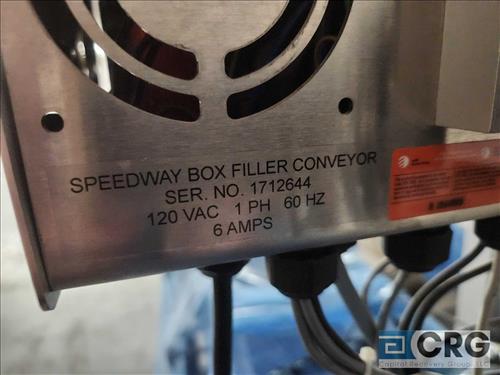 SPEEDWAY BOX FILLER CONVEYOR
SER. NO. 1712644
120 VAC 1 PH 60 HZ
6 AMPS
CRG
Capital Recovery Group, LLC